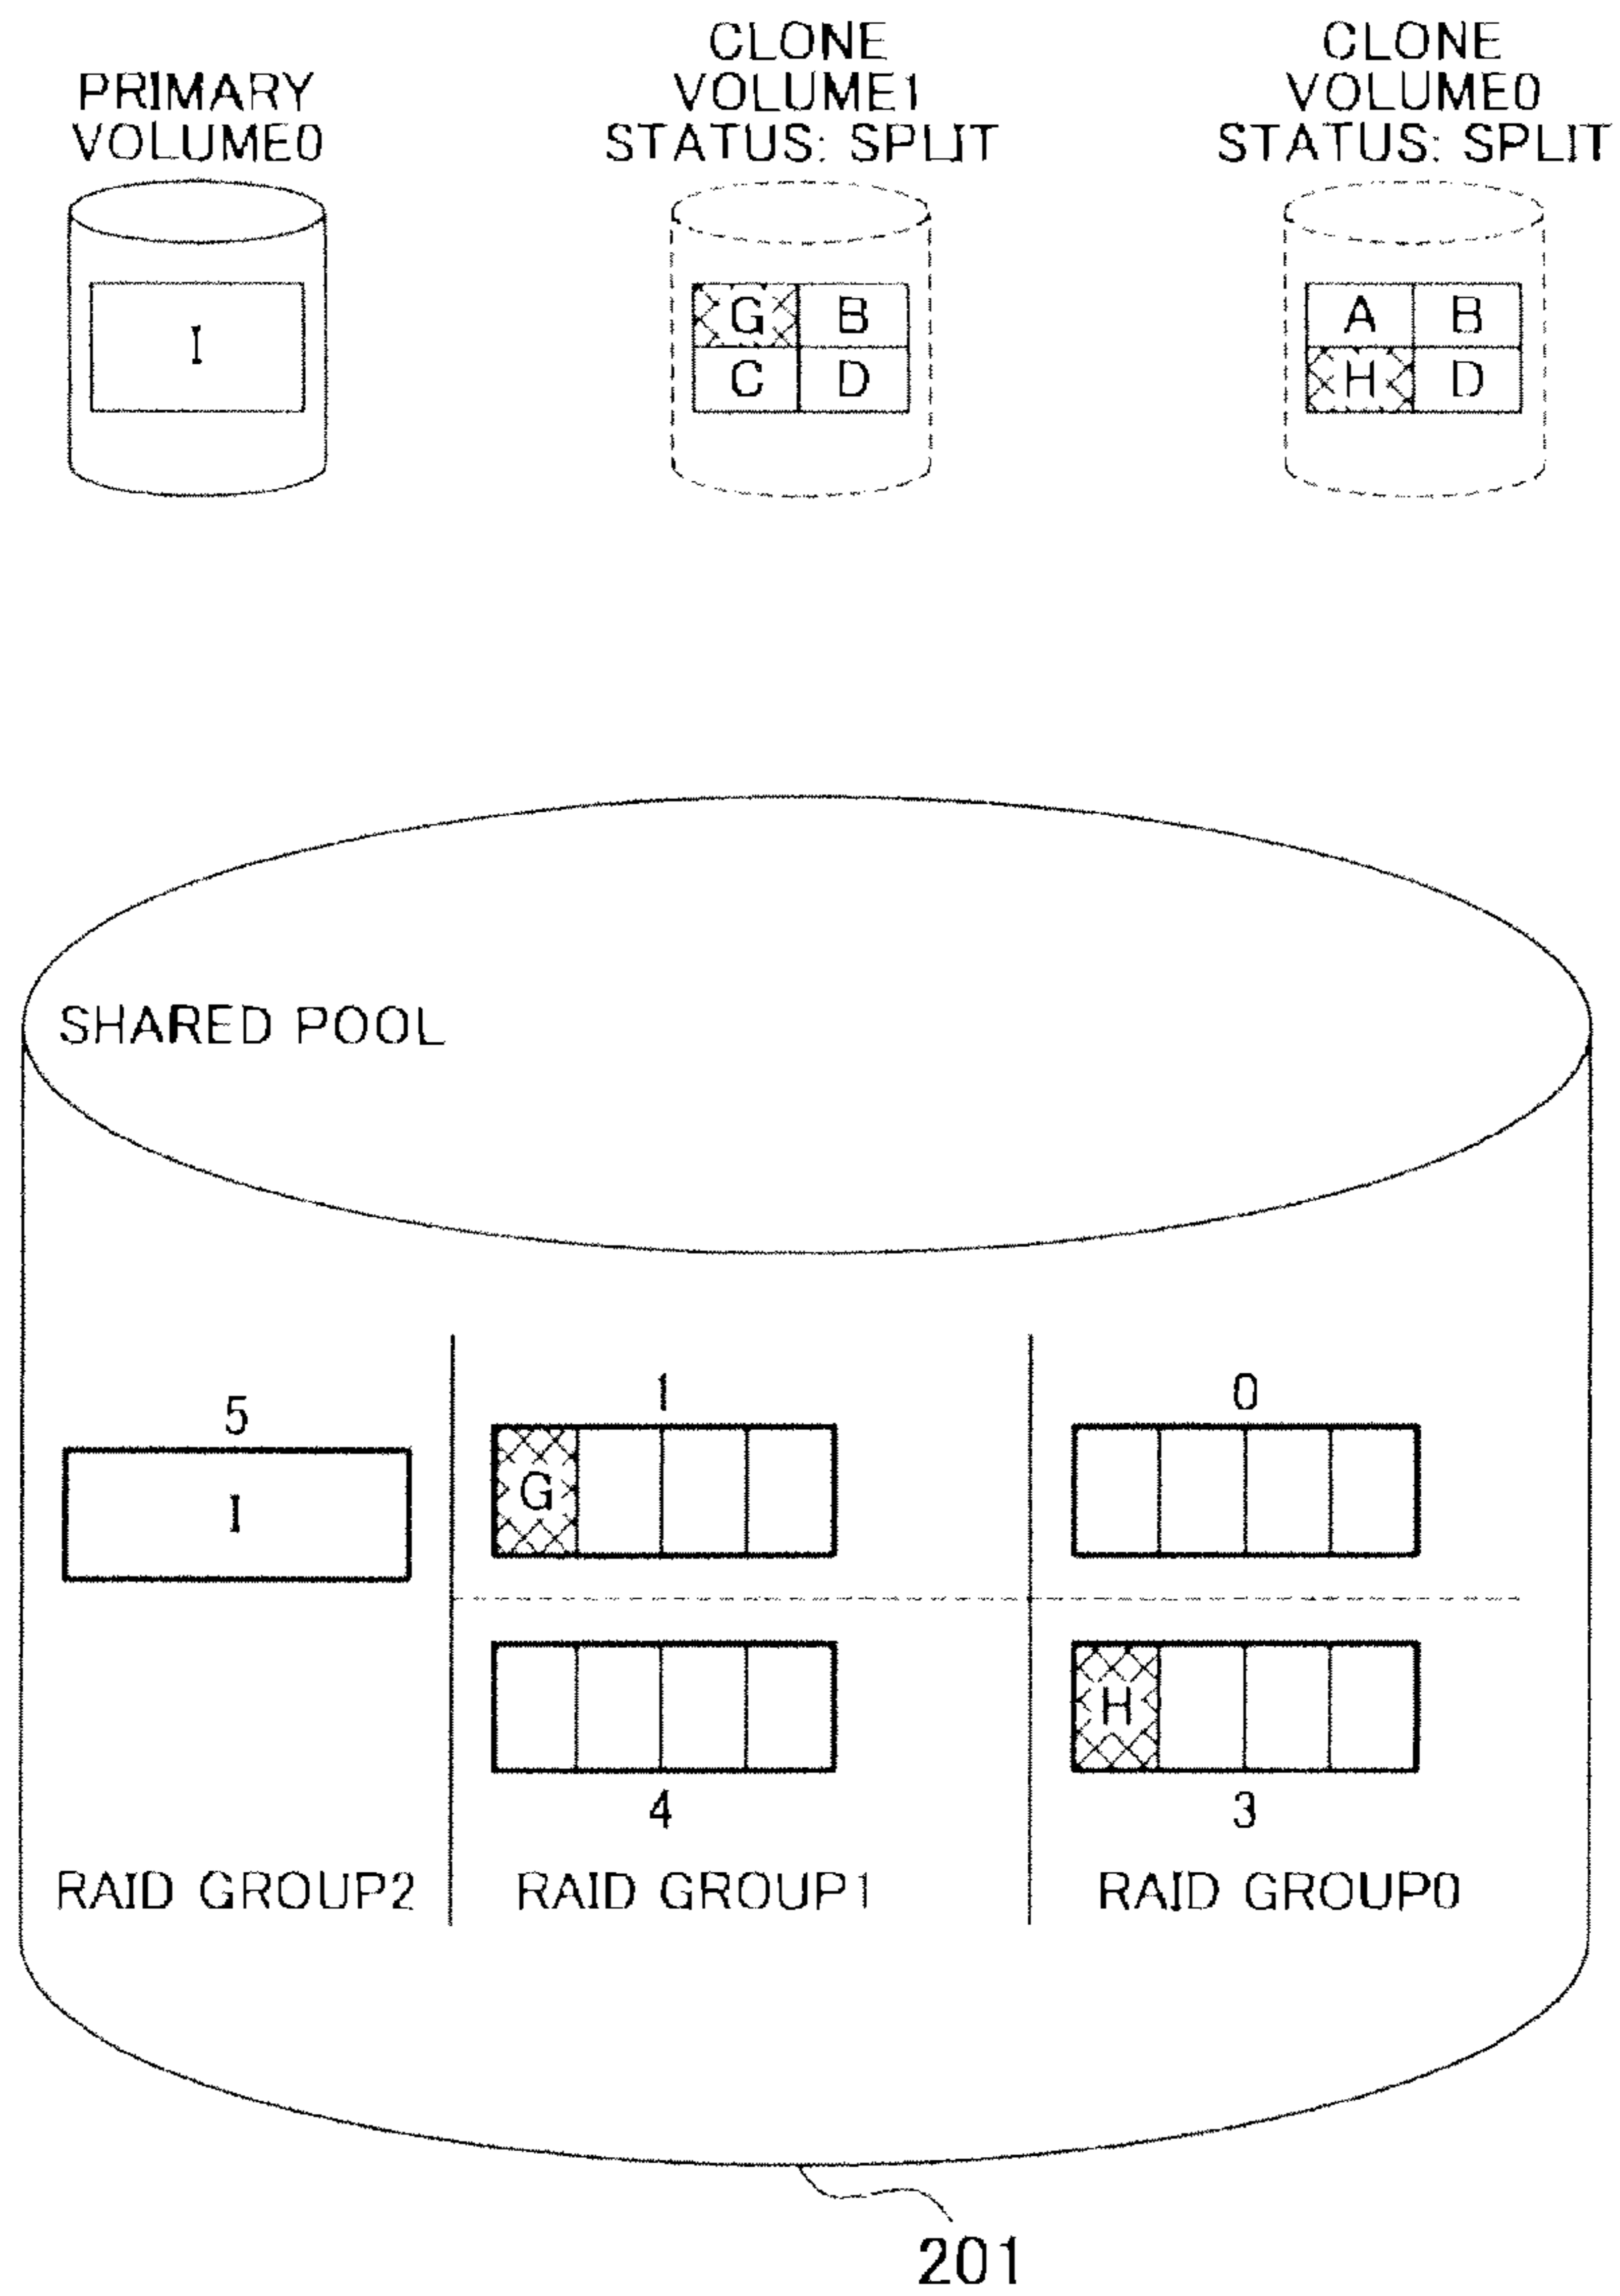 PRIMARY
VOLUME0
CLONE
VOLUME1
STATUS: SPLIT
CLONE
VOLUME0
STATUS: SPLIT
I
G B
C D
A B
H D
SHARED POOL
5
I
1
G
0
4
H
3
RAID GROUP2
RAID GROUP1
RAID GROUP0
201